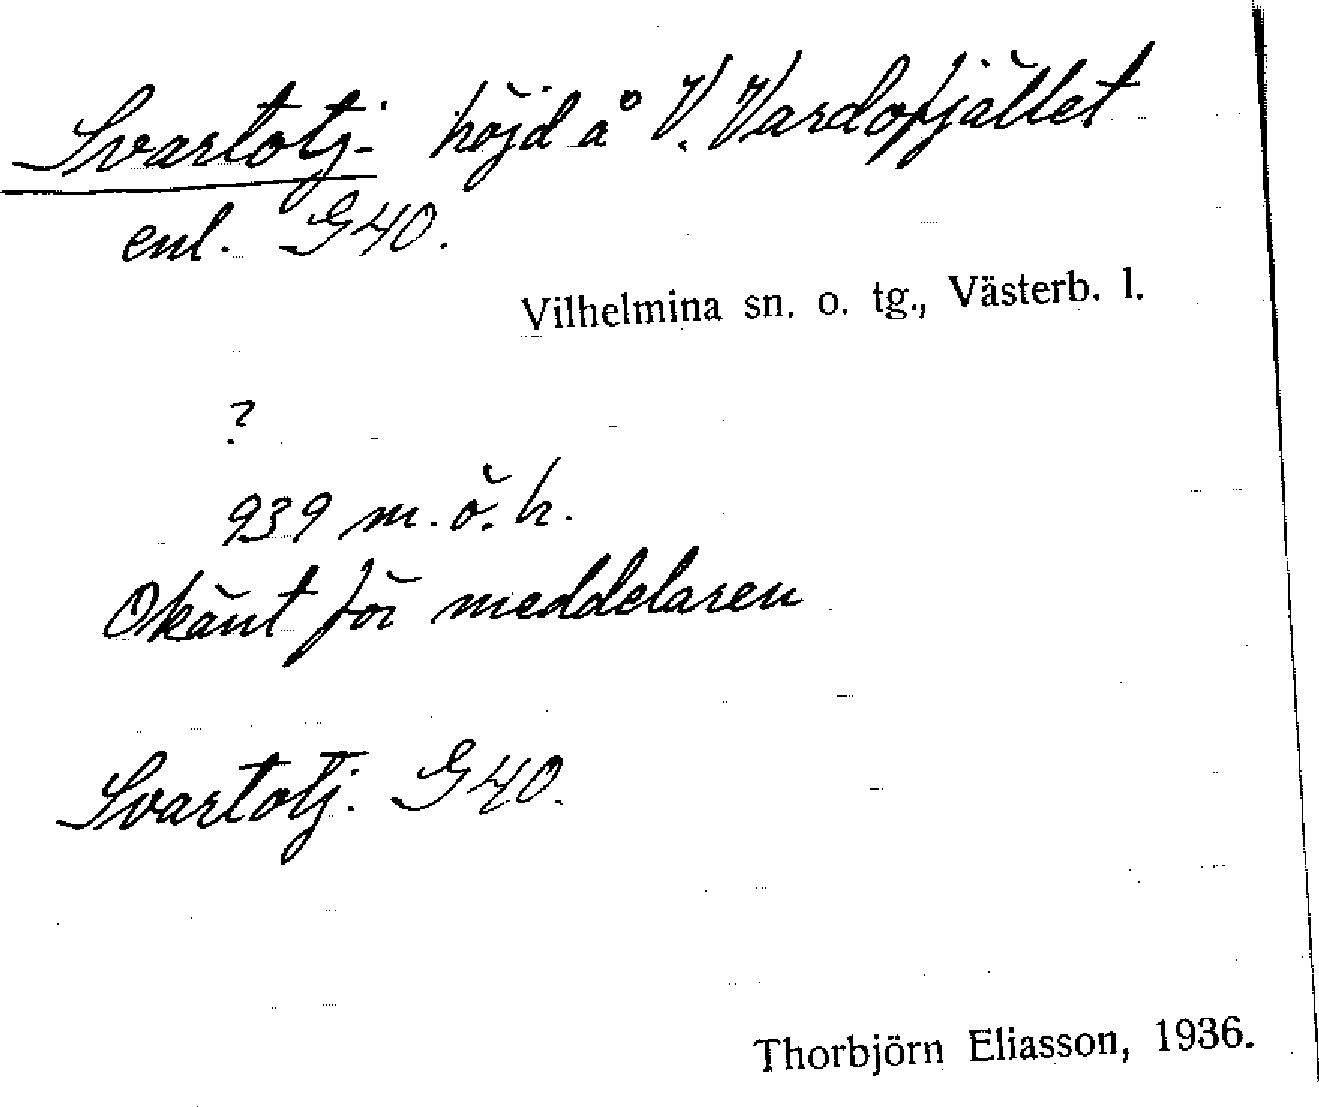 Svartotj. höjd å V. Vardofjället
enl. G40.
Vilhelmina sn. o. tg., Västerb. l.
?
939 m. ö. h.
Okänt för meddelaren
Svartotj. G40.
Thorbjörn Eliasson, 1936.